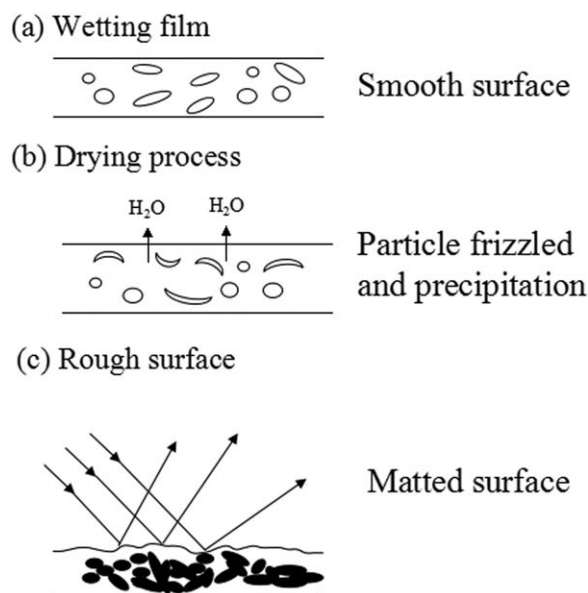 (a) Wetting film
Smooth surface
(b) Drying process
H₂O H₂O
Particle frizzled
and precipitation
(c) Rough surface
Matted surface